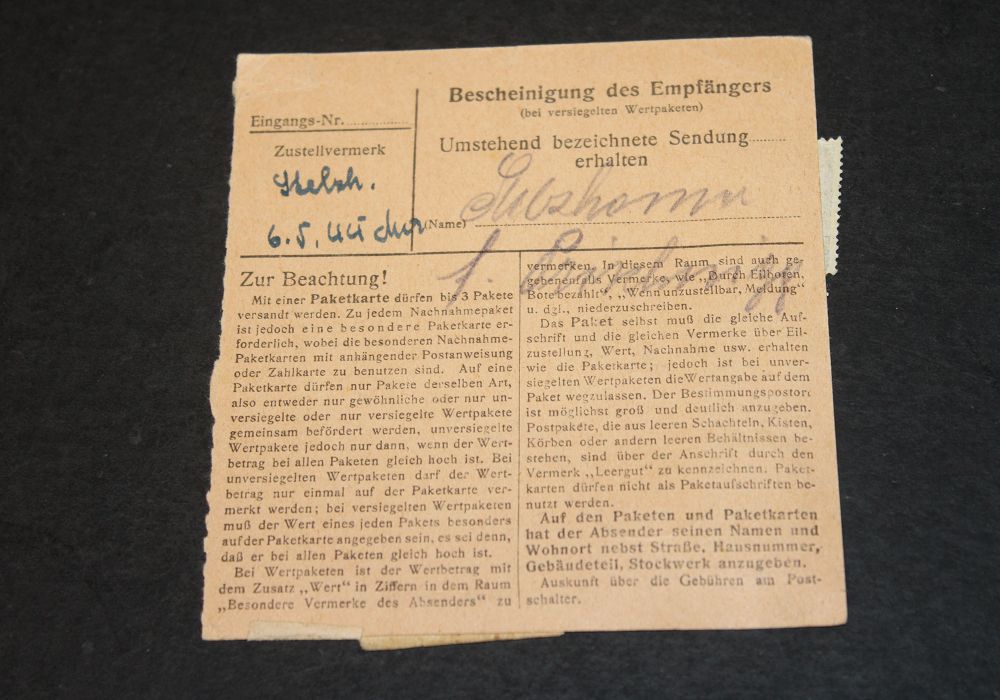 Eingangs-Nr.
Zustellvermerk
6. 5.
Bescheinigung des Empfängers
(bei versiegelten Wertpaketen)
Umstehend bezeichnete Sendung
erhalten
(Name)
Zur Beachtung!
Mit einer Paketkarte dürfen bis 3 Pakete
versandt werden. Zu jedem Nachnahmepaket
ist jedoch eine besondere Paketkarte er-
forderlich, wobei die besonderen Nachnahme-
Paketkarten mit anhängender Postanweisung
oder Zahlkarte zu benutzen sind. Auf eine
Paketkarte dürfen nur Pakete derselben Art,
also entweder nur gewöhnliche oder nur un-
versiegelte oder nur versiegelte Wertpakete
gemeinsam befördert werden, unversiegelte
Wertpakete jedoch nur dann, wenn der Wert-
betrag bei allen Paketen gleich hoch ist. Bei
unversiegelten Wertpaketen darf der Wert-
betrag nur einmal auf der Paketkarte ver-
merkt werden; bei versiegelten Wertpaketen
muß der Wert eines jeden Pakets besonders
auf der Paketkarte angegeben sein, es sei denn,
daß er bei allen Paketen gleich hoch ist.
Bei Wertpaketen ist der Wertbetrag mit
dem Zusatz „Wert“ in Ziffern in dem Raum
„Besondere Vermerke des Absenders“ zu
vermerken. In diesem Raum sind auch ge-
gebenenfalls Vermerke, wie „Durch Eilboten,
Bote bezahlt“, „Wenn unzustellbar, Meldung“
u. dgl., niederzuschreiben.
Das Paket selbst muß die gleiche Auf-
schrift und die gleichen Vermerke über Eil-
zustellung, Wert, Nachnahme usw. erhalten
wie die Paketkarte; jedoch ist bei unver-
siegelten Wertpaketen die Wertangabe auf dem
Paket wegzulassen. Der Bestimmungspostort
ist möglichst groß und deutlich anzugeben.
Postpakete, die aus leeren Schachteln, Kisten,
Körben oder andern leeren Behältnissen be-
stehen, sind über der Anschrift durch den
Vermerk „Leergut“ zu kennzeichnen. Paket-
karten dürfen nicht als Paketaufschriften be-
nutzt werden.
Auf den Paketen und Paketkarten
hat der Absender seinen Namen und
Wohnort nebst Straße, Hausnummer,
Gebäudeteil, Stockwerk anzugeben.
Auskunft über die Gebühren am Post-
schalter.